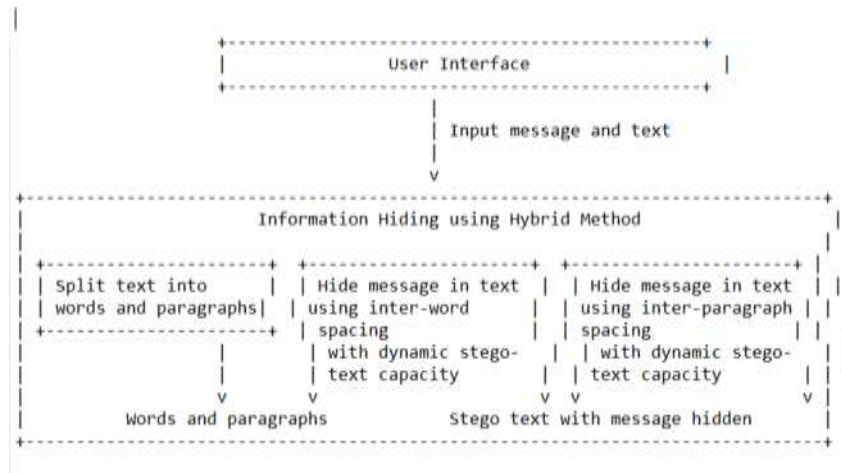 User Interface
Input message and text
Information Hiding using Hybrid Method
Split text into
words and paragraphs
Hide message in text
using inter-word
spacing
with dynamic stego-
text capacity
Hide message in text
using inter-paragraph
spacing
with dynamic stego-
text capacity
Words and paragraphs
Stego text with message hidden